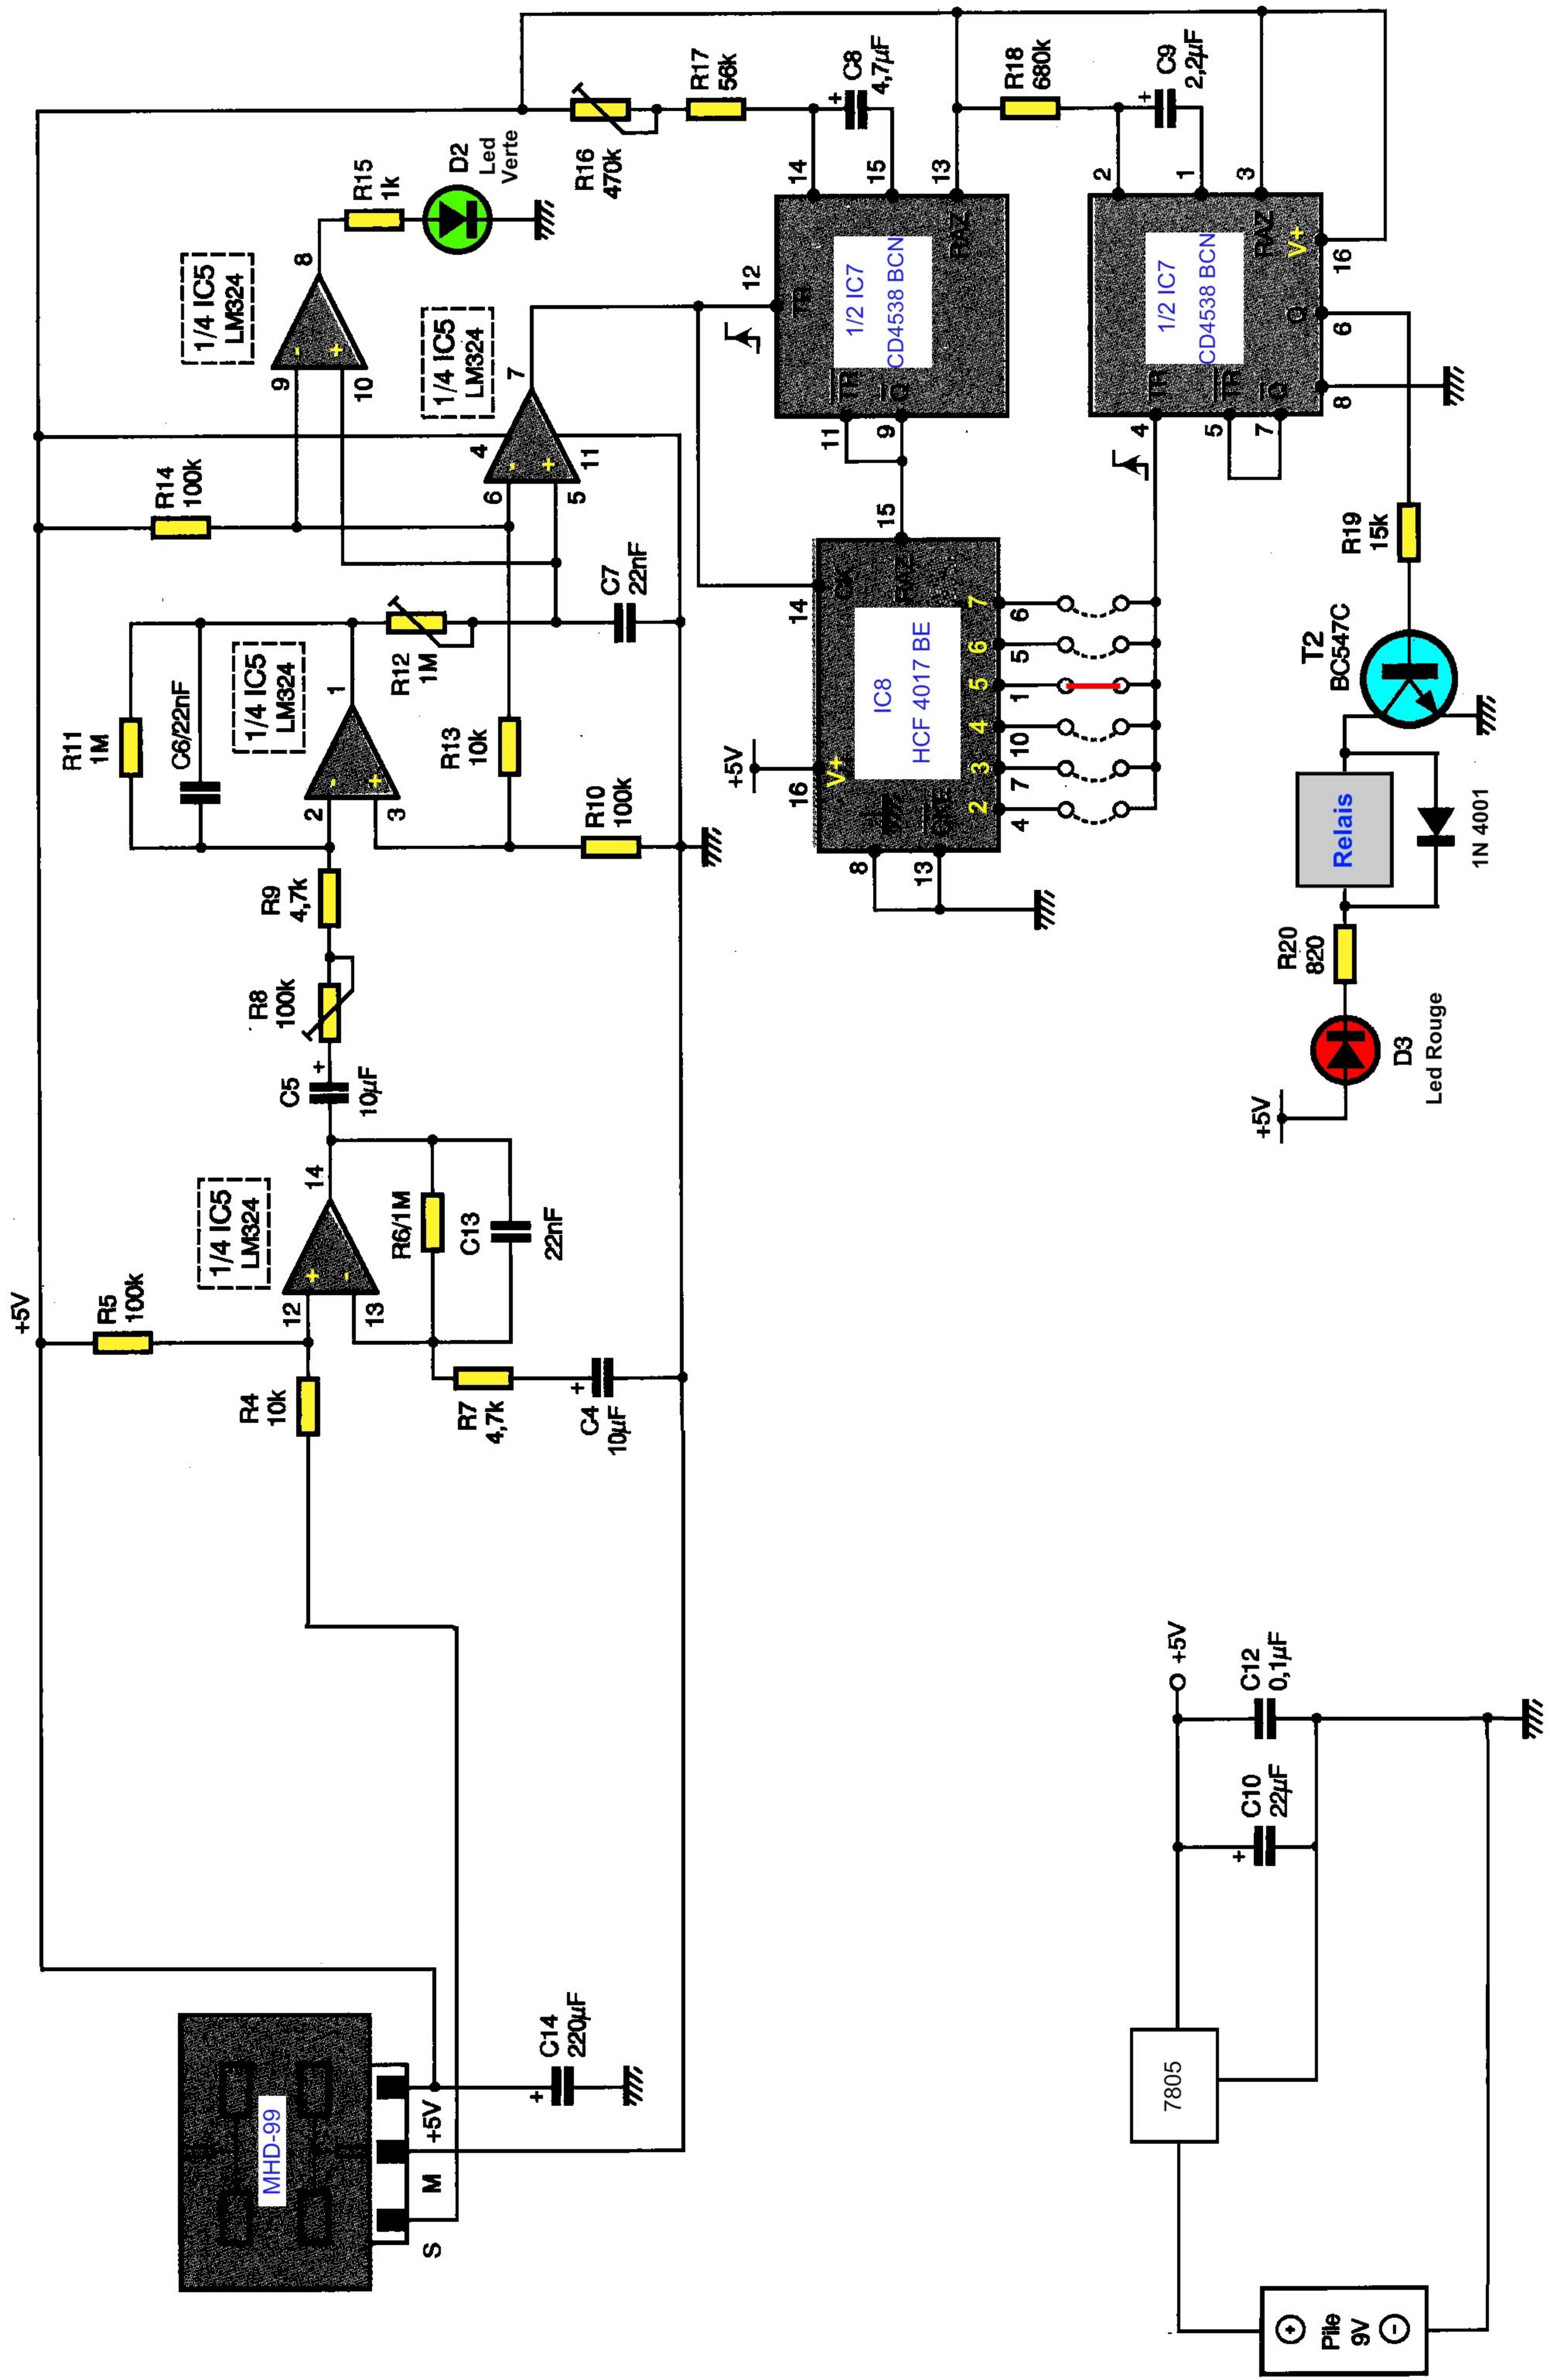 +5V
MHD-99
S
M
+5V
C14
220µF
R4
10k
R5
100k
12
13
14
+
-
1/4 IC5
LM324
R6/1M
C13
22nF
R7
4,7k
+
C4
10µF
C5
+
10µF
R8
100k
R9
4,7k
R11
1M
C6/22nF
2
3
1
-
+
1/4 IC5
LM324
R10
100k
R13
10k
R12
1M
C7
22nF
R14
100k
9
10
8
-
+
1/4 IC5
LM324
6
5
7
4
11
-
+
1/4 IC5
LM324
R15
1k
D2
Led
Verte
R16
470k
R17
56k
+
C8
4,7µF
14
15
13
12
11
9
TR
TR
Q
RAZ
1/2 IC7
CD4538 BCN
R18
680k
+
C9
2,2µF
2
1
3
4
5
7
8
6
16
TR
TR
Q
RAZ
Q
V+
1/2 IC7
CD4538 BCN
+5V
16
V+
14
CK
15
RAZ
8
13
CKE
IC8
HCF 4017 BE
2
3
4
5
6
7
4
7
10
1
5
6
R19
15k
T2
BC547C
Relais
1N 4001
R20
820
D3
Led Rouge
+5V
Pile
9V
+
-
7805
+
C10
22µF
C12
0,1µF
+5V
+